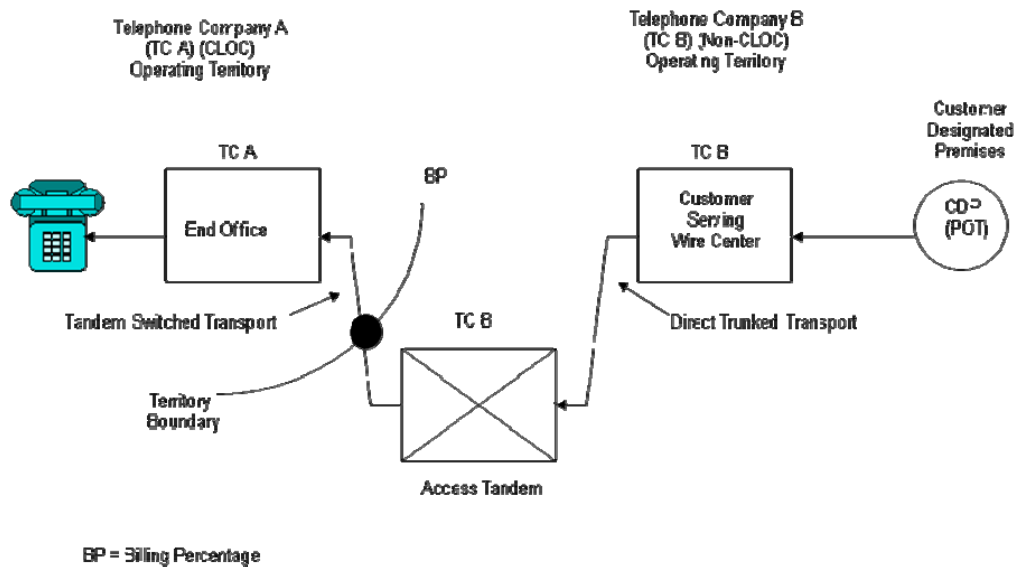 Telephone Company A
(TC A) (CLOC)
Operating Territory
Telephone Company B
(TC B) (Non-CLOC)
Operating Territory
Customer
Designated
Premises
TC A
BP
TC B
End Office
Customer
Serving
Wire Center
CDP
(POT)
Tandem Switched Transport
TC B
Direct Trunked Transport
Territory
Boundary
Access Tandem
BP = Billing Percentage